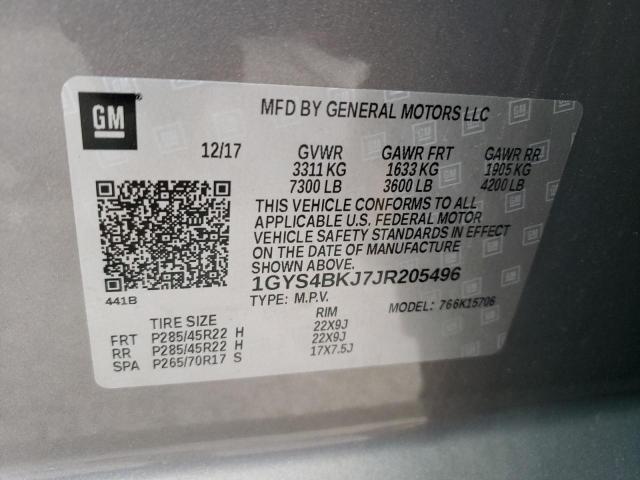 GM
MFD BY GENERAL MOTORS LLC
12/17 GVWR GAWR FRT GAWR RR
3311 KG 1633 KG 1905 KG
7300 LB 3600 LB 4200 LB
THIS VEHICLE CONFORMS TO ALL
APPLICABLE U.S. FEDERAL MOTOR
VEHICLE SAFETY STANDARDS IN EFFECT
ON THE DATE OF MANUFACTURE
SHOWN ABOVE.
1GYS4BKJ7JR205496
441B
TYPE: M.P.V. 766K15706
TIRE SIZE RIM
FRT P285/45R22 H 22X9J
RR P285/45R22 H 22X9J
SPA P265/70R17 S 17X7.5J